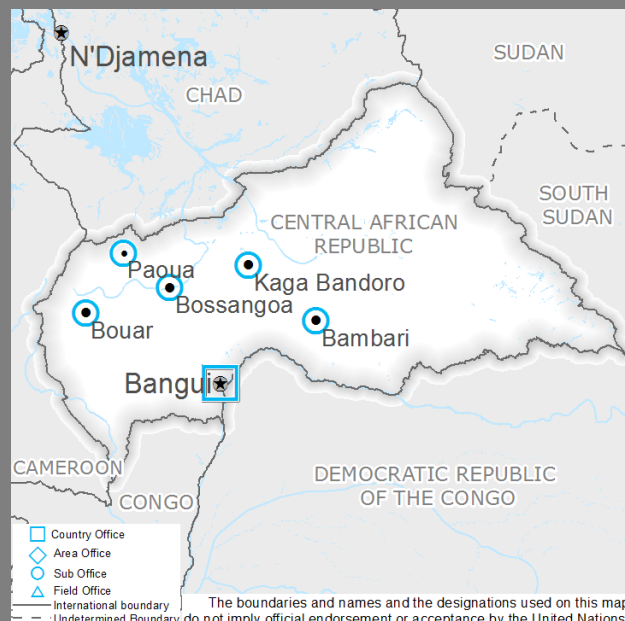 N'Djamena
SUDAN
CHAD
SOUTH
SUDAN
CENTRAL AFRICAN
REPUBLIC
Paoua
Kaga Bandoro
Bossangoa
Bouar
Bambari
Bangui
CAMEROON
DEMOCRATIC REPUBLIC
OF THE CONGO
CONGO
Country Office
Area Office
Sub Office
Field Office
International boundary
The boundaries and names and the designations used on this map
Undetermined Boundary
do not imply official endorsement or acceptance by the United Nations